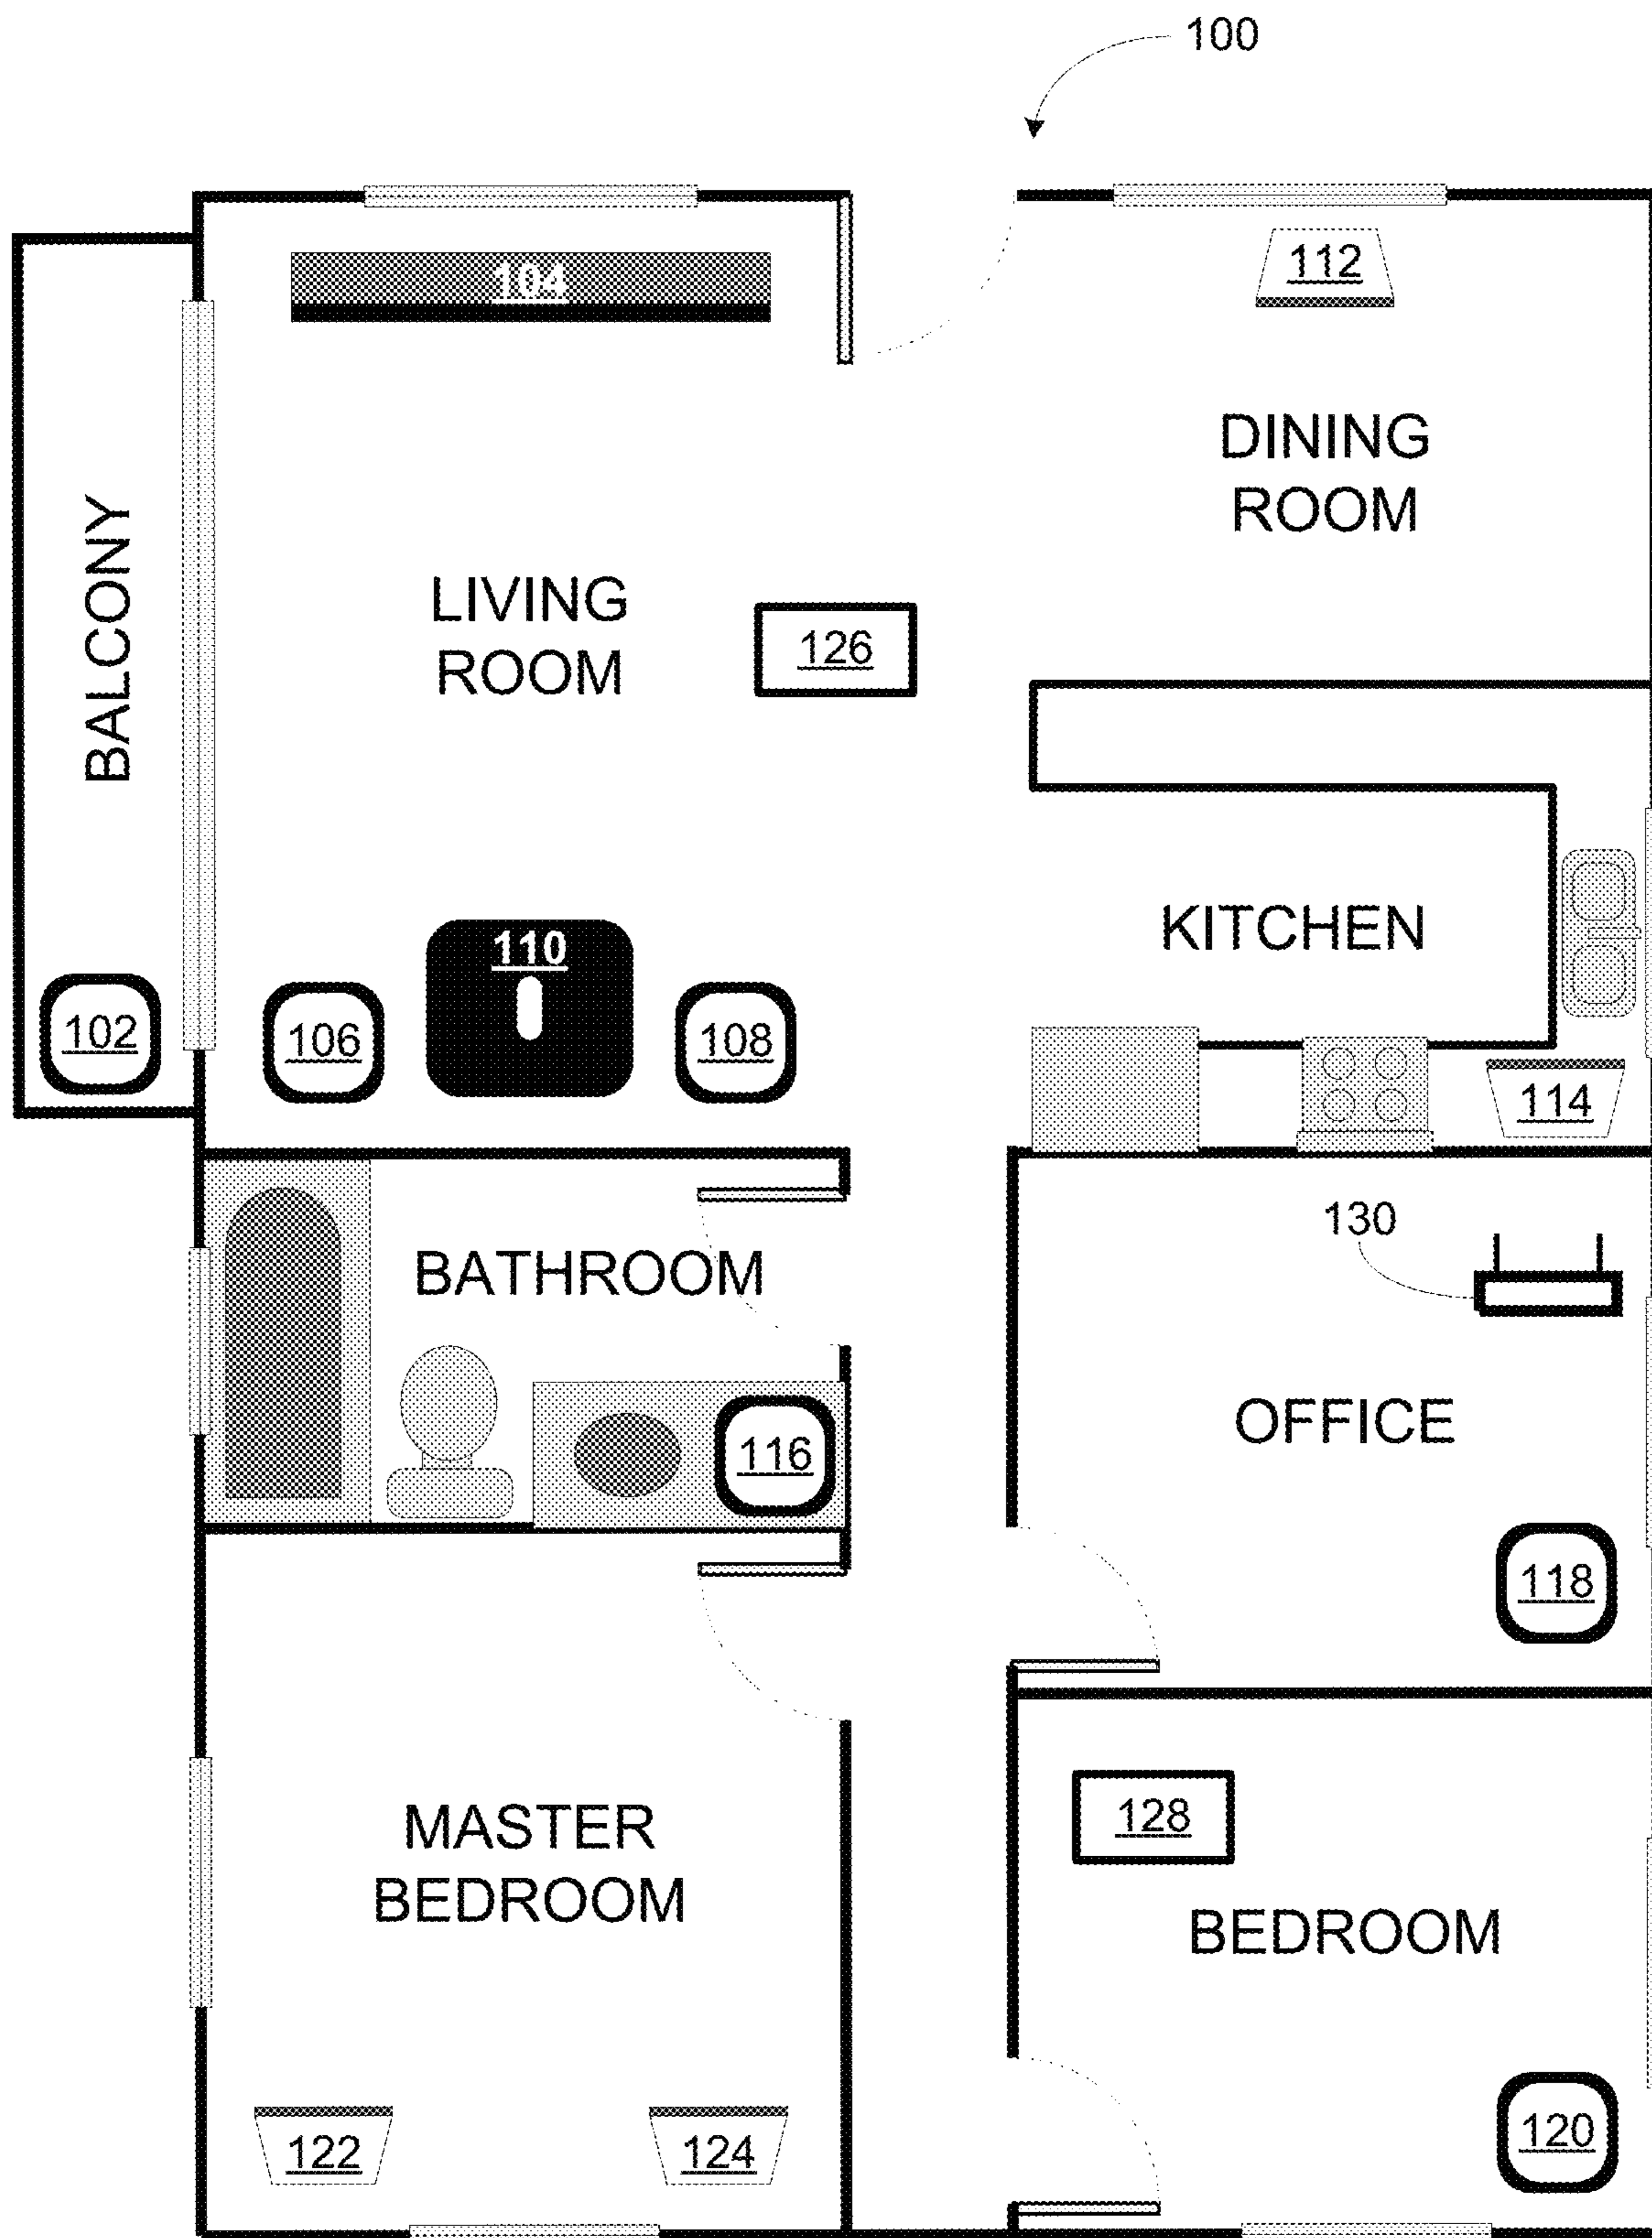 100
104
112
DINING
ROOM
BALCONY
LIVING
ROOM
126
KITCHEN
110
102
106
108
114
130
BATHROOM
OFFICE
116
118
128
MASTER
BEDROOM
BEDROOM
122
124
120